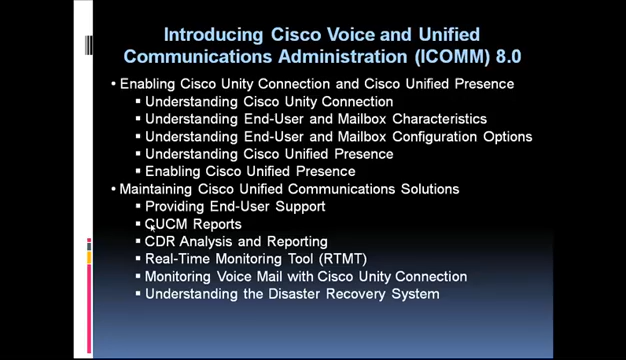 Introducing Cisco Voice and Unified
Communications Administration (ICOMM) 8.0
• Enabling Cisco Unity Connection and Cisco Unified Presence
▪ Understanding Cisco Unity Connection
▪ Understanding End-User and Mailbox Characteristics
▪ Understanding End-User and Mailbox Configuration Options
▪ Understanding Cisco Unified Presence
▪ Enabling Cisco Unified Presence
• Maintaining Cisco Unified Communications Solutions
▪ Providing End-User Support
▪ CUCM Reports
▪ CDR Analysis and Reporting
▪ Real-Time Monitoring Tool (RTMT)
▪ Monitoring Voice Mail with Cisco Unity Connection
▪ Understanding the Disaster Recovery System